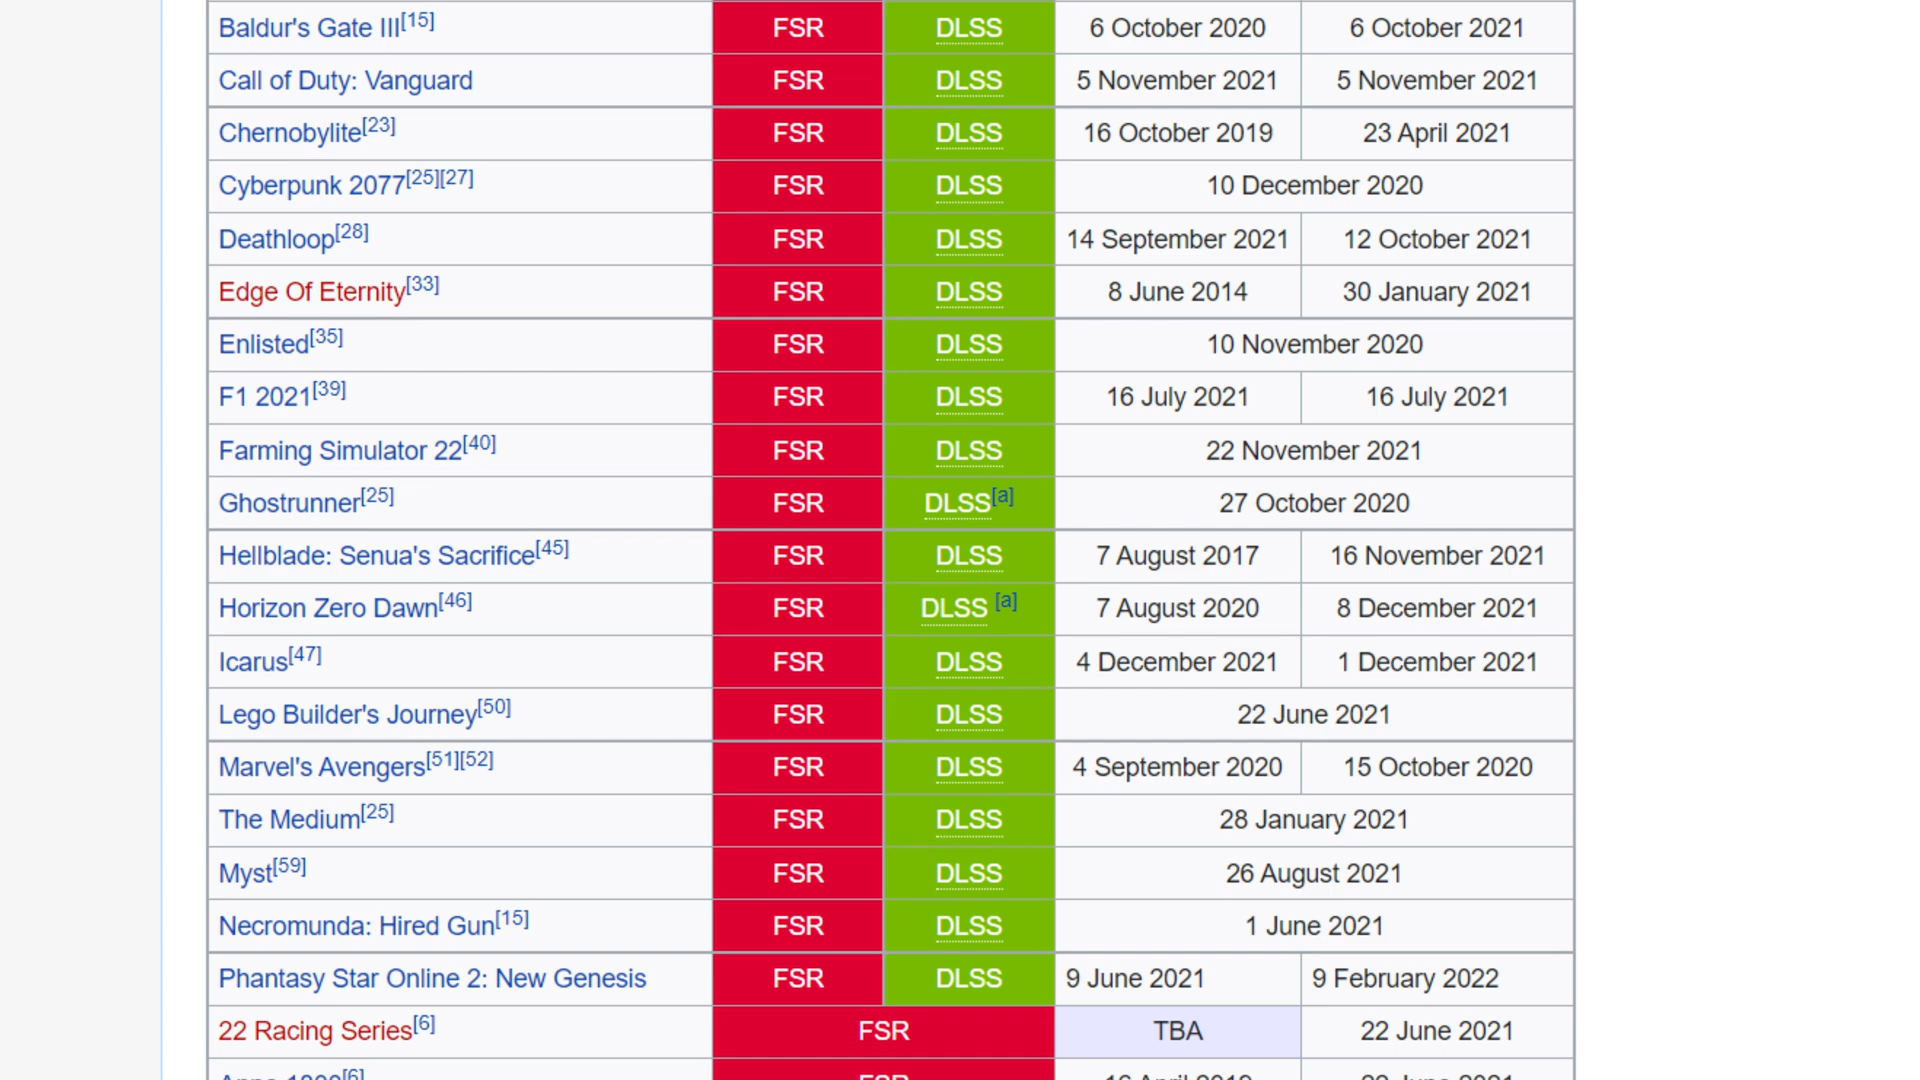 Baldur's Gate III[15] FSR DLSS 6 October 2020 6 October 2021
Call of Duty: Vanguard FSR DLSS 5 November 2021 5 November 2021
Chernobylite[23] FSR DLSS 16 October 2019 23 April 2021
Cyberpunk 2077[25][27] FSR DLSS 10 December 2020
Deathloop[28] FSR DLSS 14 September 2021 12 October 2021
Edge Of Eternity[33] FSR DLSS 8 June 2014 30 January 2021
Enlisted[35] FSR DLSS 10 November 2020
F1 2021[39] FSR DLSS 16 July 2021 16 July 2021
Farming Simulator 22[40] FSR DLSS 22 November 2021
Ghostrunner[25] FSR DLSS[a] 27 October 2020
Hellblade: Senua's Sacrifice[45] FSR DLSS 7 August 2017 16 November 2021
Horizon Zero Dawn[46] FSR DLSS [a] 7 August 2020 8 December 2021
Icarus[47] FSR DLSS 4 December 2021 1 December 2021
Lego Builder's Journey[50] FSR DLSS 22 June 2021
Marvel's Avengers[51][52] FSR DLSS 4 September 2020 15 October 2020
The Medium[25] FSR DLSS 28 January 2021
Myst[59] FSR DLSS 26 August 2021
Necromunda: Hired Gun[15] FSR DLSS 1 June 2021
Phantasy Star Online 2: New Genesis FSR DLSS 9 June 2021 9 February 2022
22 Racing Series[6] FSR TBA 22 June 2021
Anno 1800[6] FSR 16 April 2019 22 June 2021